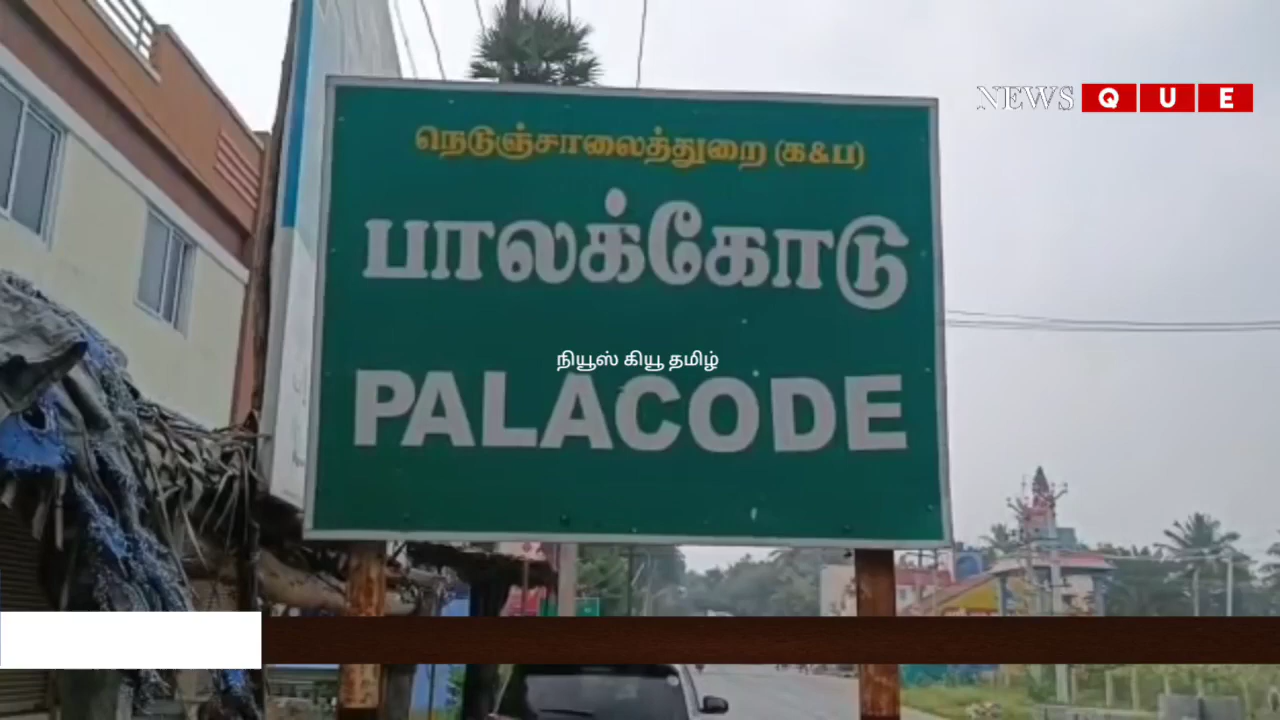 NEWS QUE
நெடுஞ்சாலைத்துறை (க&ப)
பாலக்கோடு
நியூஸ் கியூ தமிழ்
PALACODE